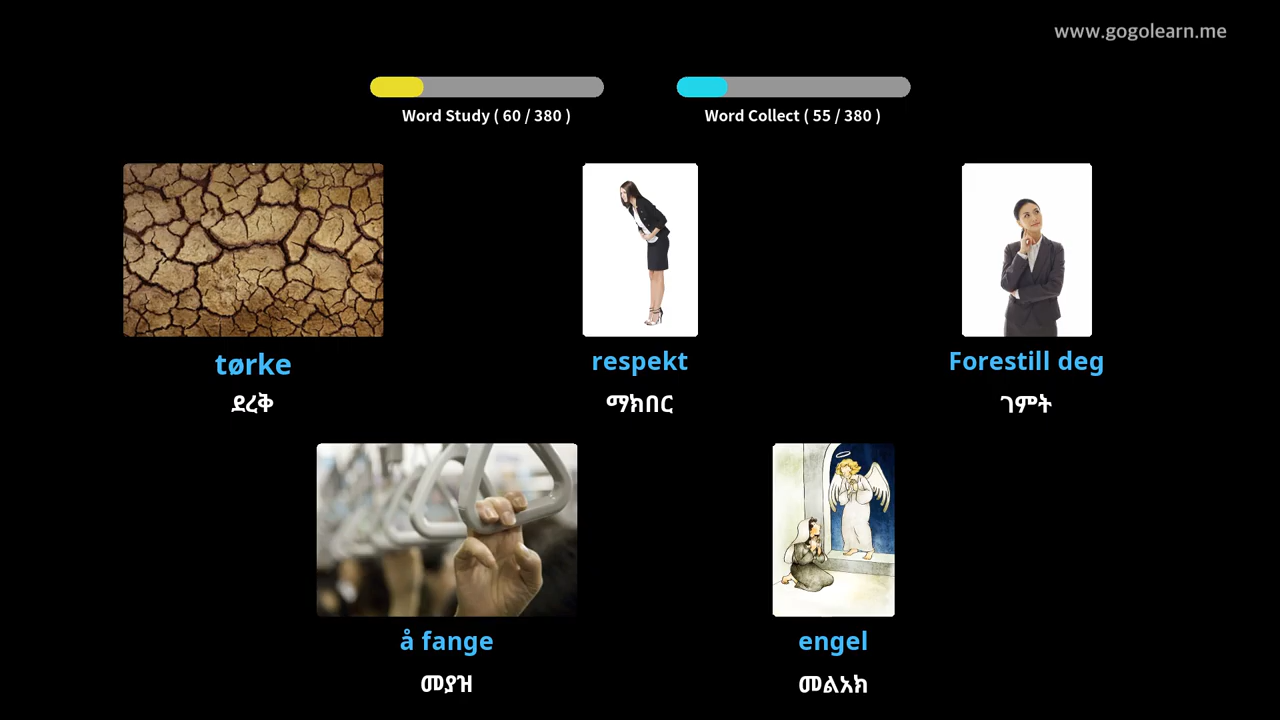 www.gogolearn.me
Word Study ( 60 / 380 )
Word Collect ( 55 / 380 )
tørke
ደረቅ
respekt
ማክበር
Forestill deg
ገምት
å fange
መያዝ
engel
መልአክ